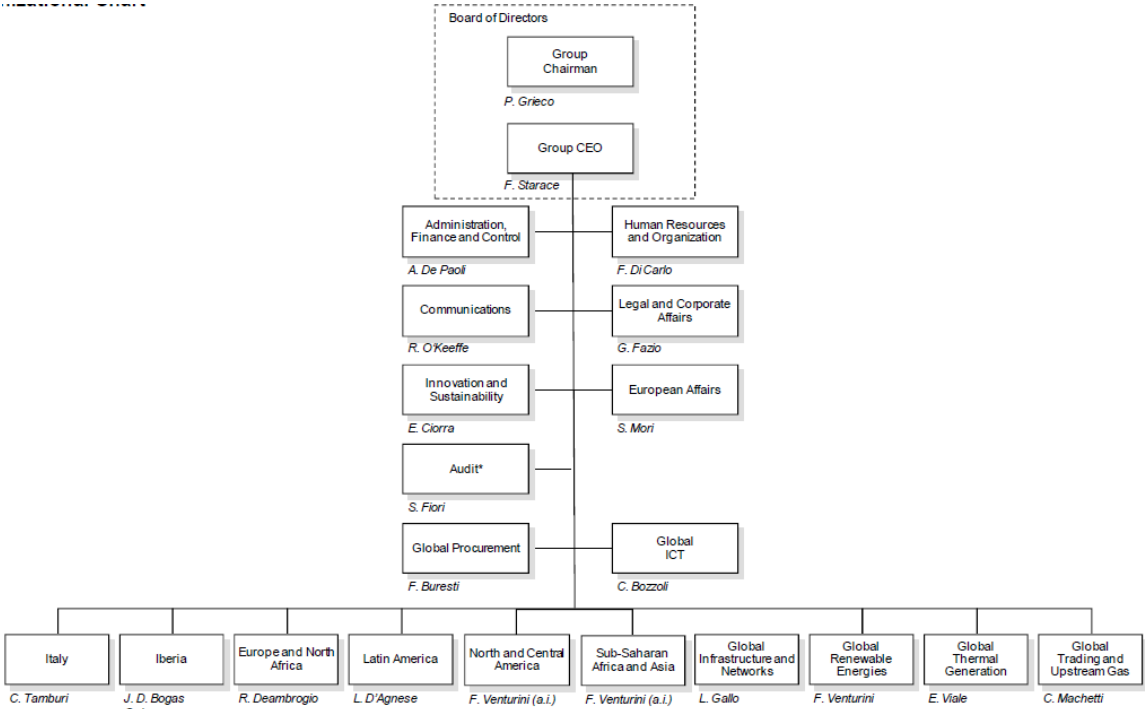 Board of Directors
Group
Chairman
P. Grieco
Group CEO
F. Starace
Administration,
Finance and Control
A. De Paoli
Human Resources
and Organization
F. Di Carlo
Communications
R. O'Keeffe
Legal and Corporate
Affairs
G. Fazio
Innovation and
Sustainability
E. Ciorra
European Affairs
S. Mori
Audit*
S. Fiori
Global Procurement
F. Buresti
Global
ICT
C. Bozzoli
Italy
C. Tamburi
Iberia
J. D. Bogas
Europe and North
Africa
R. Deambrogio
Latin America
L. D'Agnese
North and Central
America
F. Venturini (a.i.)
Sub-Saharan
Africa and Asia
F. Venturini (a.i.)
Global
Infrastructure and
Networks
L. Gallo
Global
Renewable
Energies
F. Venturini
Global
Thermal
Generation
E. Viale
Global
Trading and
Upstream Gas
C. Machetti